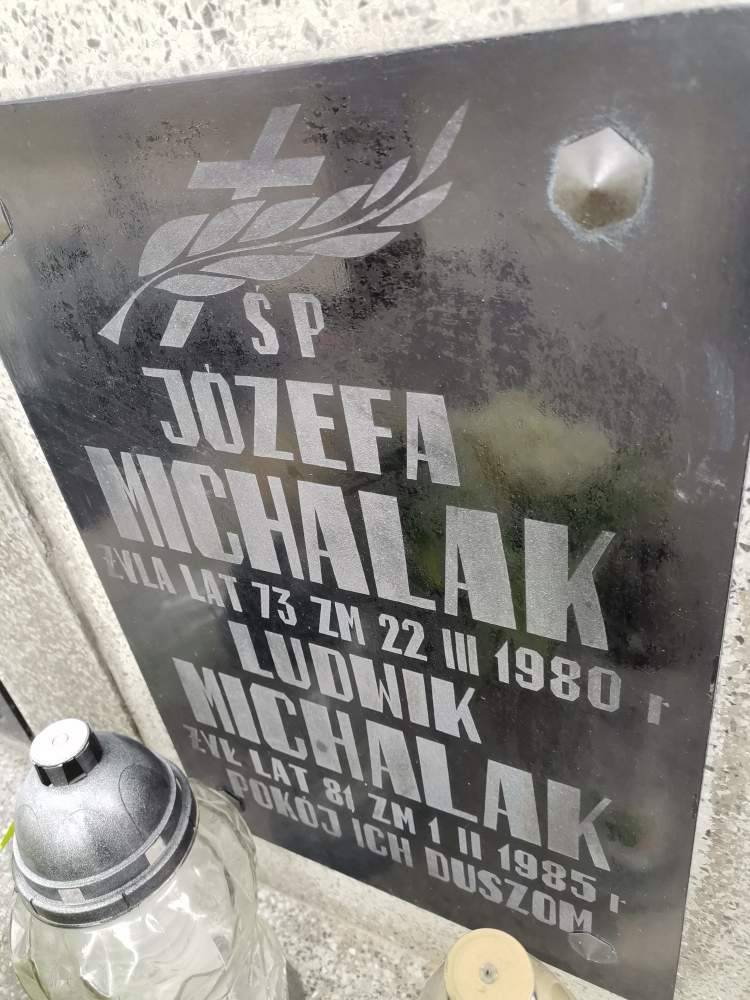 ŚP
JÓZEFA
MICHALAK
ŻYŁA LAT 73 ZM 22 III 1980 r
LUDWIK
MICHALAK
ŻYŁ LAT 81 ZM 1 II 1985 r
POKÓJ ICH DUSZOM